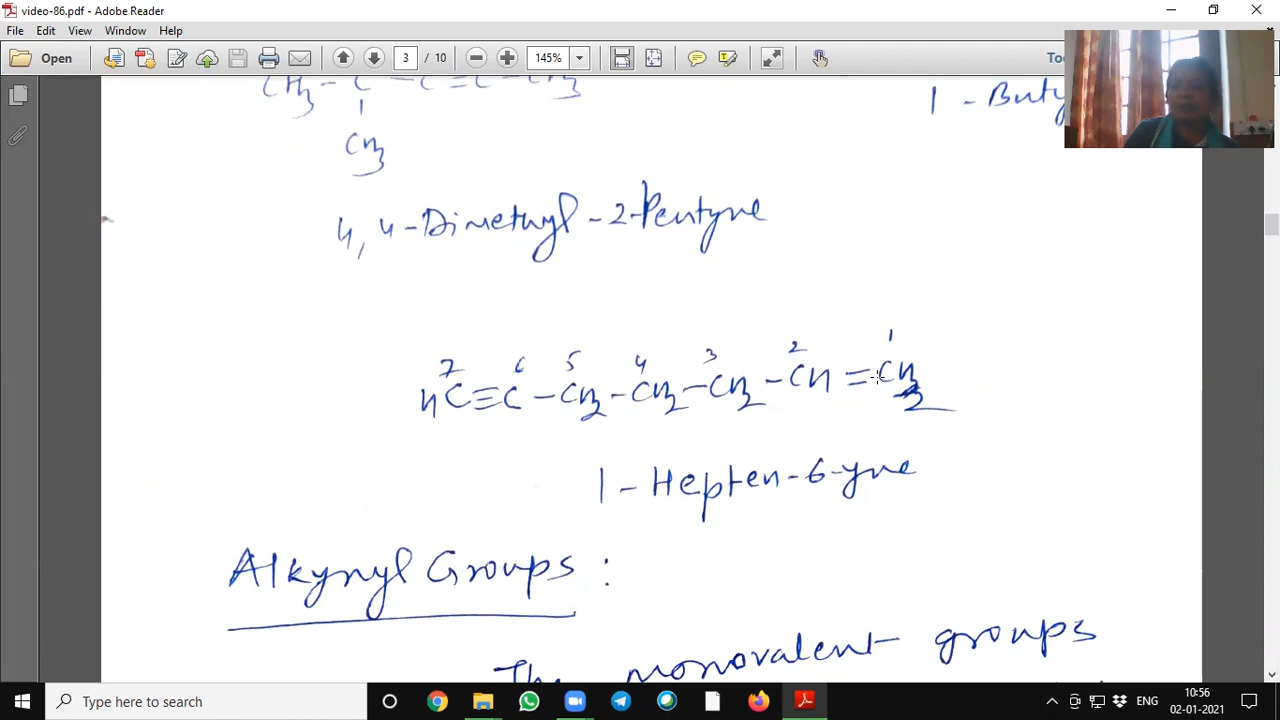 video-86.pdf - Adobe Reader
File Edit View Window Help
Open 3 / 10 145%
CH3 - C - C ≡ C - CH3
CH3
1 - Buty
4, 4-Dimethyl-2-Pentyne
7 6 5 4 3 2 1
HC≡C-CH2-CH2-CH2-CH=CH2
1-Hepten-6-yne
Alkynyl Groups :
The monovalent groups
Type here to search
ENG
10:56
02-01-2021